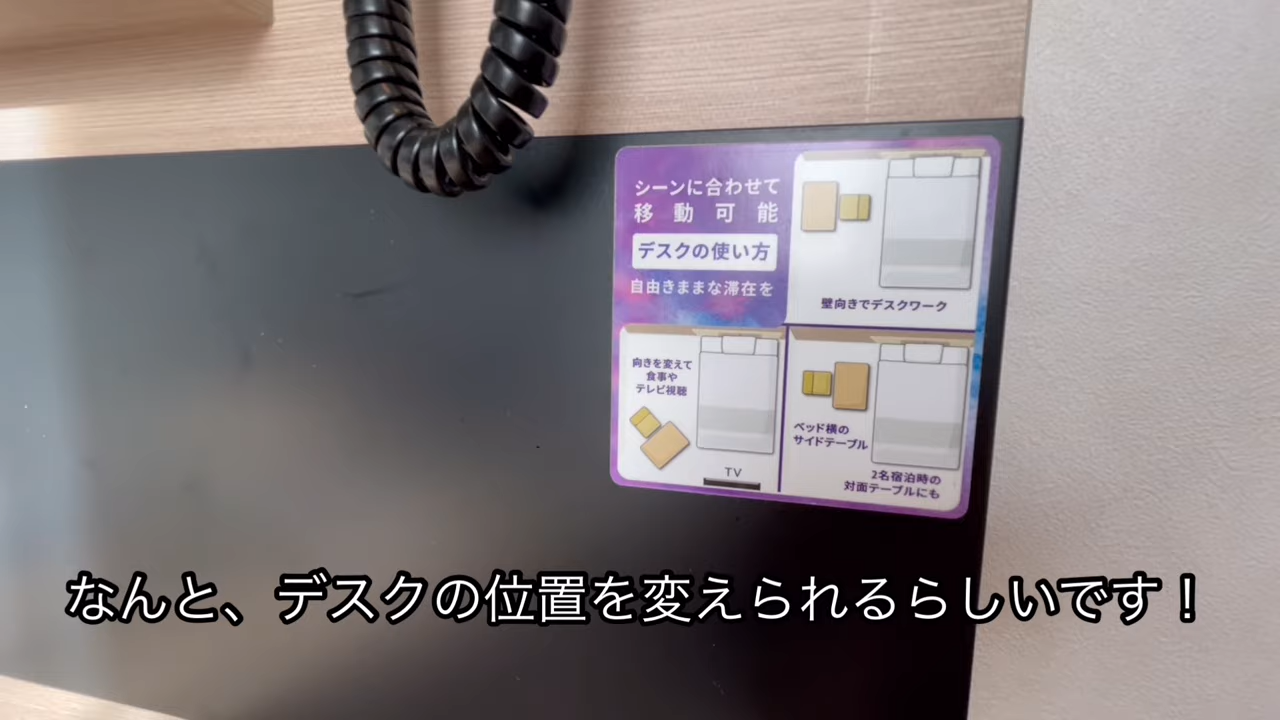 シーンに合わせて
移動可能
デスクの使い方
自由きままな滞在を
壁向きでデスクワーク
向きを変えて
食事や
テレビ視聴
TV
ベッド横の
サイドテーブル
2名宿泊時の
対面テーブルにも
なんと、デスクの位置を変えられるらしいです！